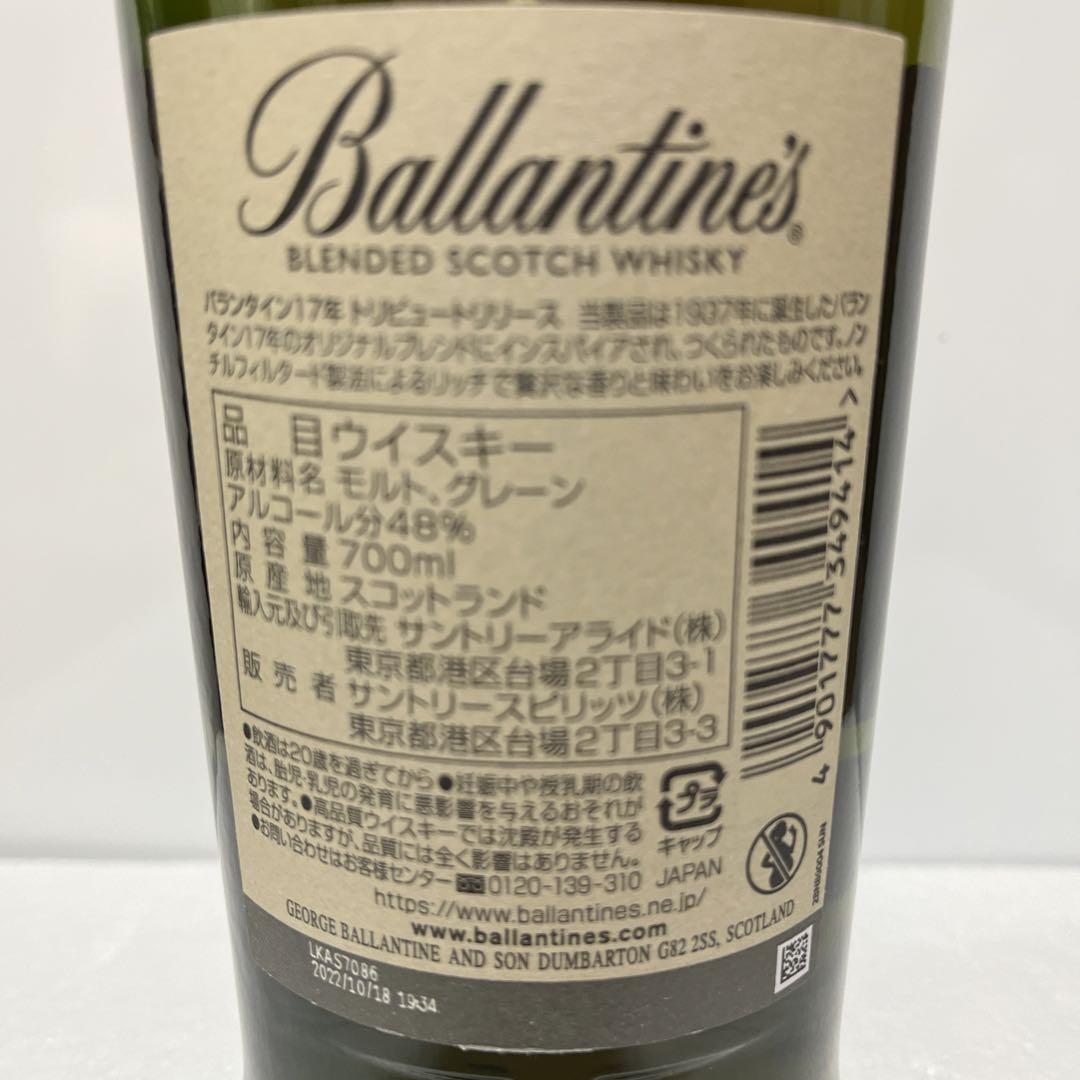 Ballantine's®
BLENDED SCOTCH WHISKY
バランタイン17年 トリビュートリリース 当製品は1937年に誕生したバラン
タイン17年のオリジナルブレンドにインスパイアされ、つくられたものです。ノン
チルフィルタード製法によるリッチで贅沢な香りと味わいをお楽しみください。
品目 ウイスキー
原材料名 モルト、グレーン
アルコール分48%
内容量 700ml
原産地 スコットランド
輸入元及び引取先 サントリーアライド(株)
東京都港区台場2丁目3-1
販売者 サントリースピリッツ(株)
東京都港区台場2丁目3-3
●飲酒は20歳を過ぎてから ●妊娠中や授乳期の飲
酒は、胎児・乳児の発育に悪影響を与えるおそれが
あります。●高品質ウイスキーでは沈殿が発生する
場合がありますが、品質には全く影響はありません。
●お問い合わせはお客様センター 0120-139-310
プラ
キャップ
JAPAN
https://www.ballantines.ne.jp/
www.ballantines.com
GEORGE BALLANTINE AND SON DUMBARTON G82 2SS, SCOTLAND
LKAS7086
2022/10/18 19:34
4 901777 349414 >